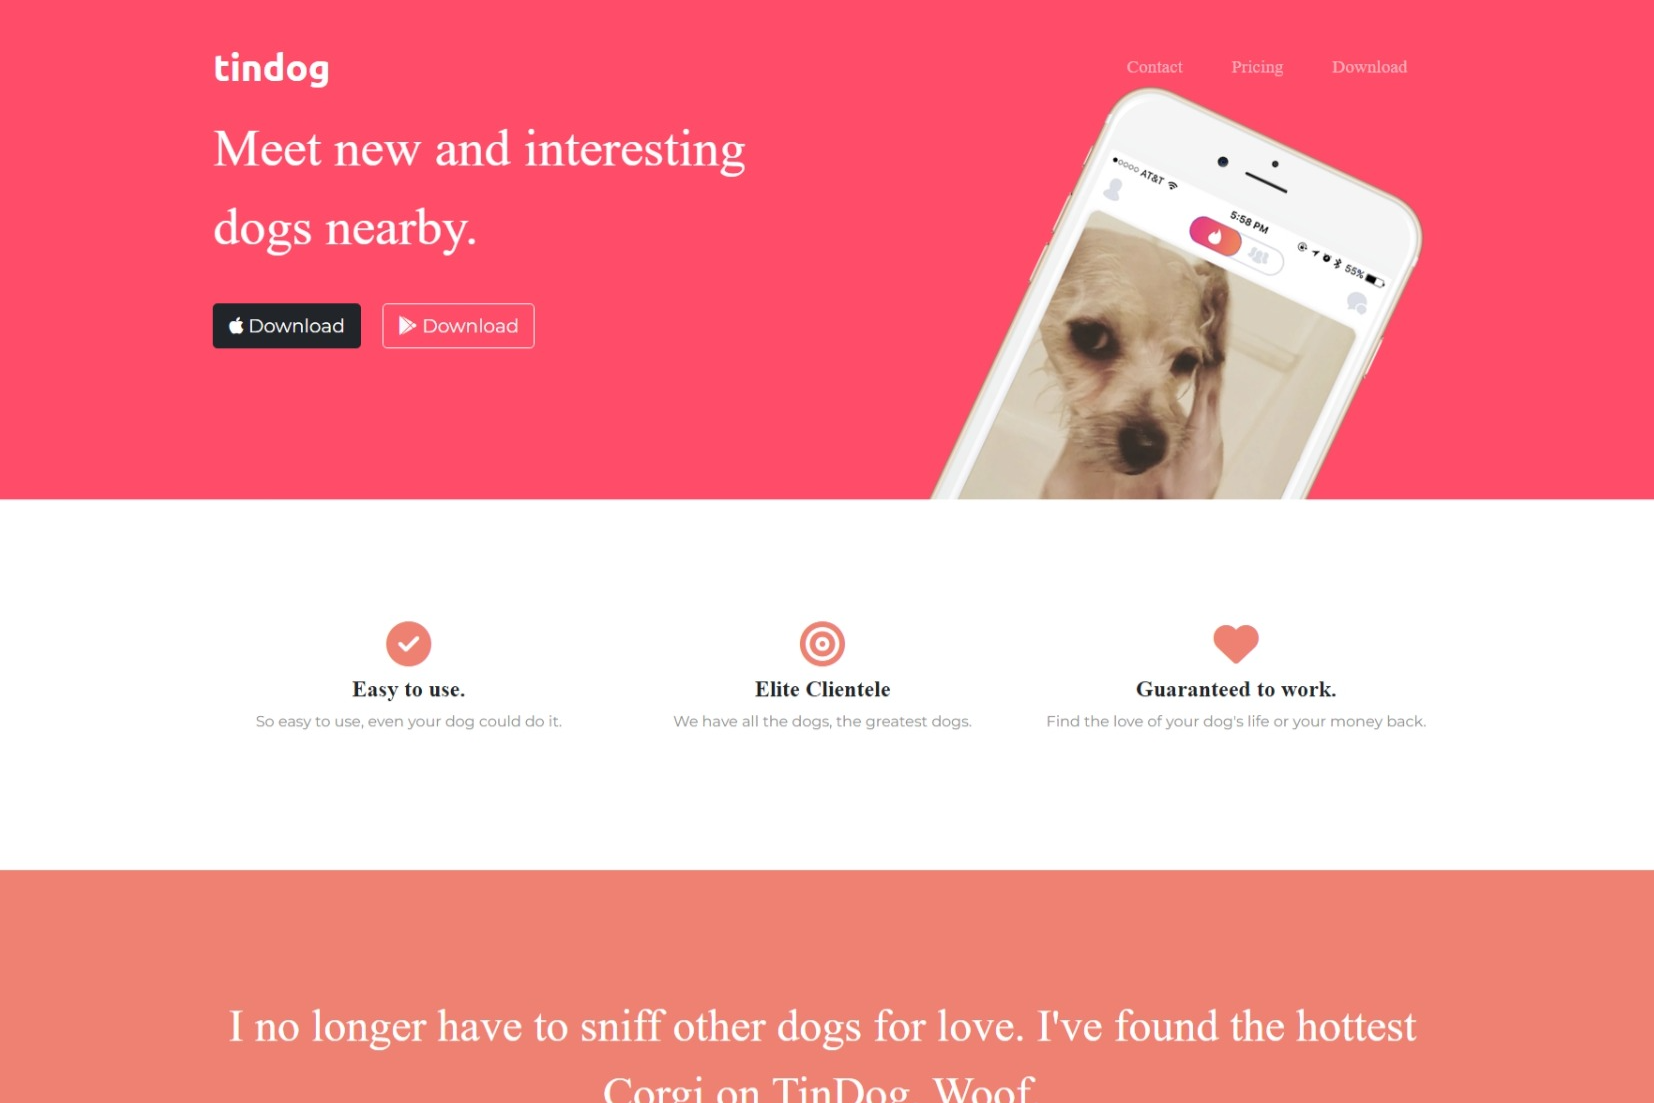 tindog
Contact Pricing Download
Meet new and interesting
dogs nearby.
Download Download
AT&T
5:58 PM
55%
Easy to use.
So easy to use, even your dog could do it.
Elite Clientele
We have all the dogs, the greatest dogs.
Guaranteed to work.
Find the love of your dog's life or your money back.
I no longer have to sniff other dogs for love. I've found the hottest
Corgi on TinDog. Woof.